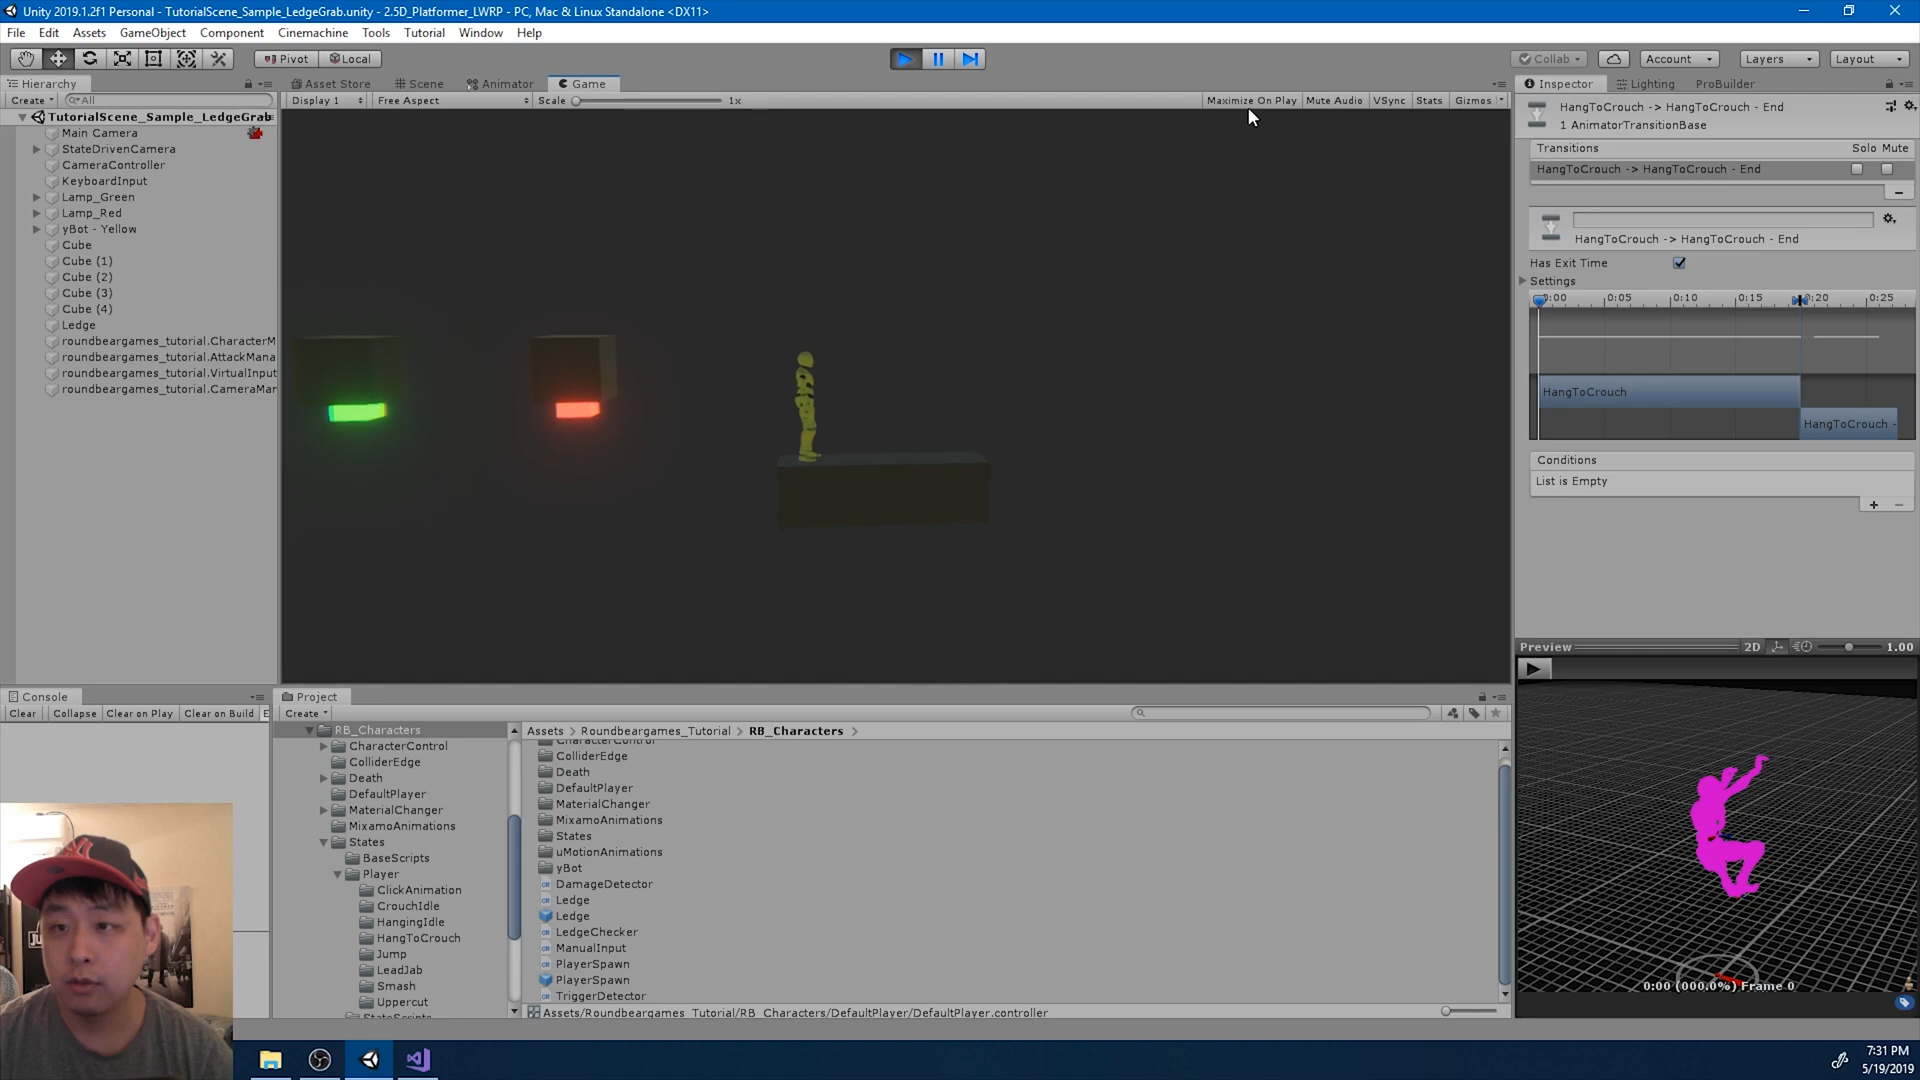 Unity 2019.1.2f1 Personal - TutorialScene_Sample_LedgeGrab.unity - 2.5D_Platformer_LWRP - PC, Mac & Linux Standalone <DX11>
File Edit Assets GameObject Component Cinemachine Tools Tutorial Window Help
Pivot Local Collab Account Layers Layout
Hierarchy Asset Store Scene Animator Game Inspector Lighting ProBuilder
Create All Display 1 Free Aspect Scale 1x Maximize On Play Mute Audio VSync Stats Gizmos
TutorialScene_Sample_LedgeGrab
Main Camera
StateDrivenCamera
CameraController
KeyboardInput
Lamp_Green
Lamp_Red
yBot - Yellow
Cube
Cube (1)
Cube (2)
Cube (3)
Cube (4)
Ledge
roundbeargames_tutorial.CharacterM
roundbeargames_tutorial.AttackMana
roundbeargames_tutorial.VirtualInput
roundbeargames_tutorial.CameraMan
HangToCrouch -> HangToCrouch - End
1 AnimatorTransitionBase
Transitions Solo Mute
HangToCrouch -> HangToCrouch - End
HangToCrouch -> HangToCrouch - End
Has Exit Time
Settings
0:00 0:05 0:10 0:15 0:20 0:25
HangToCrouch
HangToCrouch -
Conditions
List is Empty
Preview 2D 1.00
0:00 (000.0%) Frame 0
Console Project
Clear Collapse Clear on Play Clear on Build E Create
RB_Characters
CharacterControl
ColliderEdge
Death
DefaultPlayer
MaterialChanger
MixamoAnimations
States
BaseScripts
Player
ClickAnimation
CrouchIdle
HangingIdle
HangToCrouch
Jump
LeadJab
Smash
Uppercut
StateScripts
Assets > Roundbeargames_Tutorial > RB_Characters >
CharacterControl
ColliderEdge
Death
DefaultPlayer
MaterialChanger
MixamoAnimations
States
uMotionAnimations
yBot
DamageDetector
Ledge
Ledge
LedgeChecker
ManualInput
PlayerSpawn
PlayerSpawn
TriggerDetector
Assets/Roundbeargames_Tutorial/RB_Characters/DefaultPlayer/DefaultPlayer.controller
7:31 PM
5/19/2019